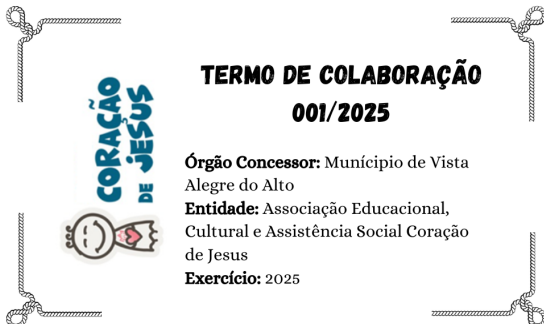 CORAÇÃO
DE JESUS
TERMO DE COLABORAÇÃO
001/2025
Órgão Concessor: Munícipio de Vista
Alegre do Alto
Entidade: Associação Educacional,
Cultural e Assistência Social Coração
de Jesus
Exercício: 2025